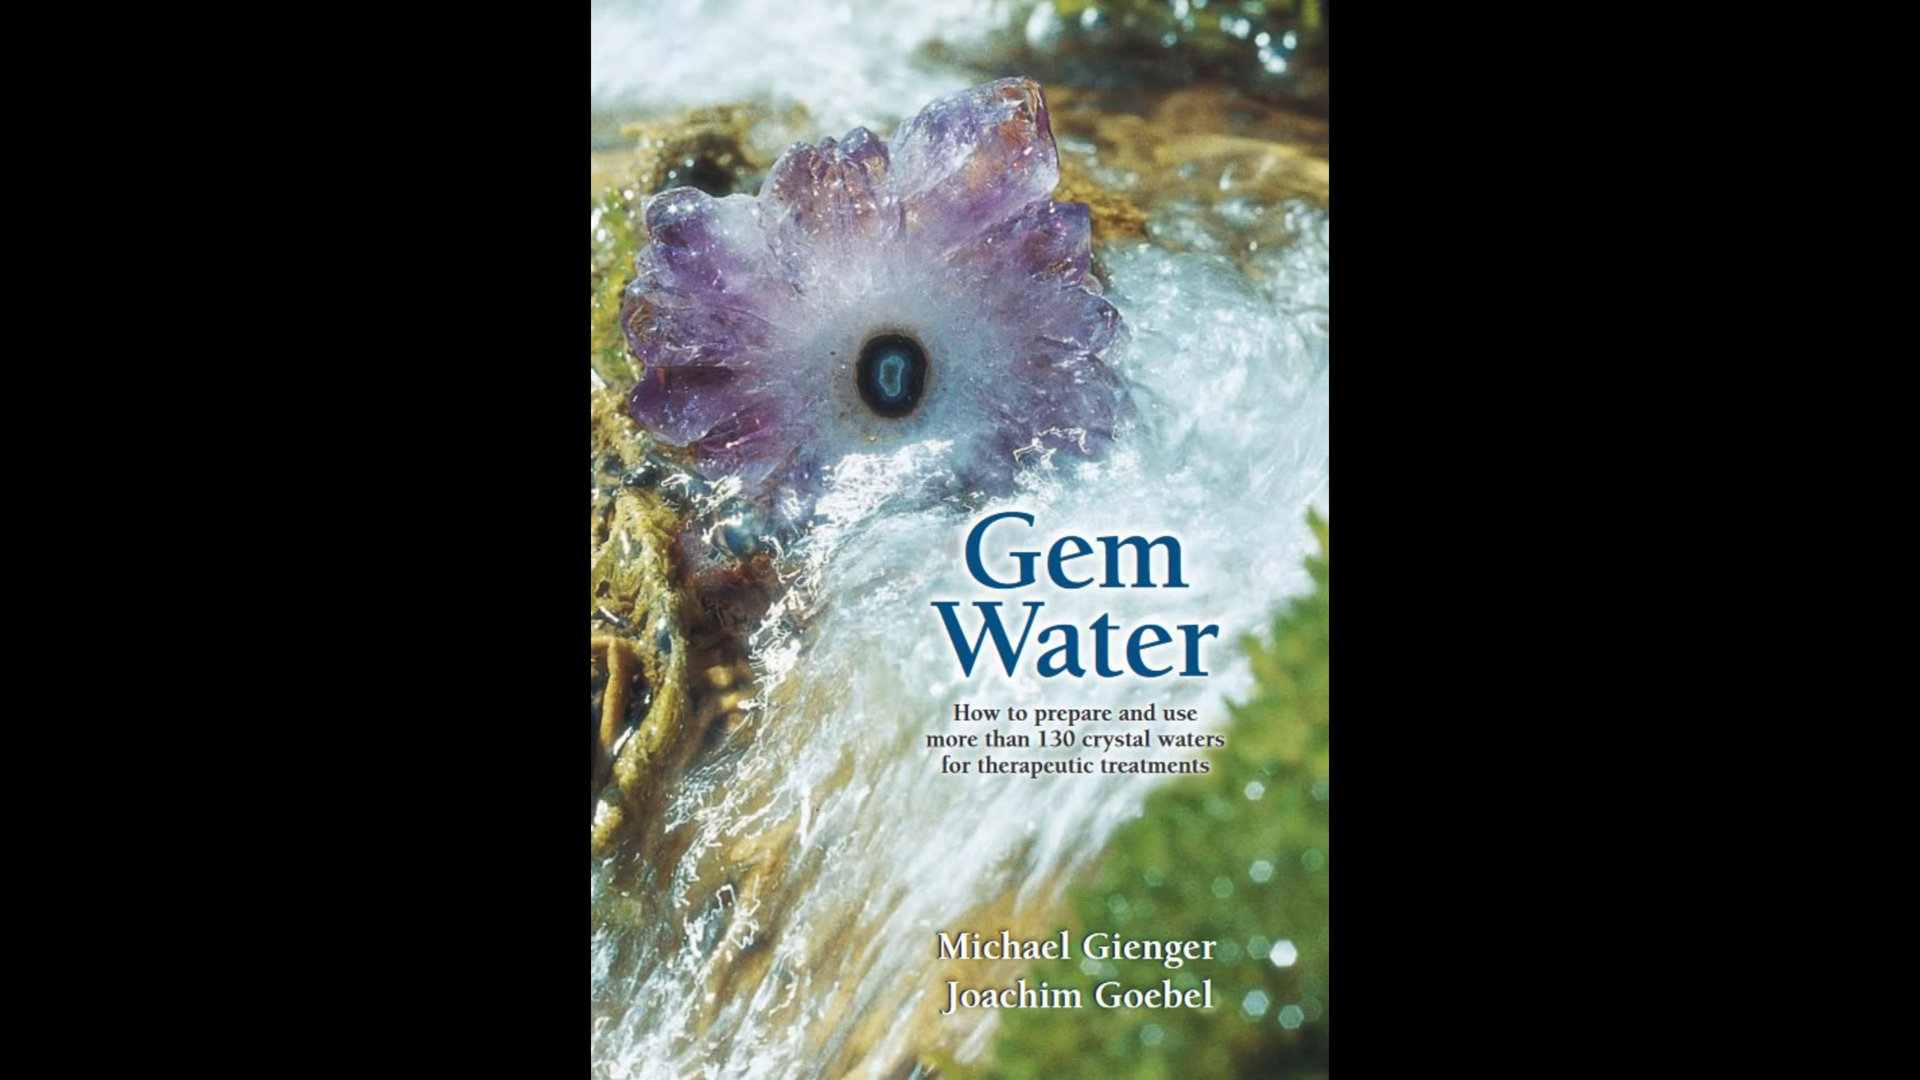 Gem
Water
How to prepare and use
more than 130 crystal waters
for therapeutic treatments
Michael Gienger
Joachim Goebel